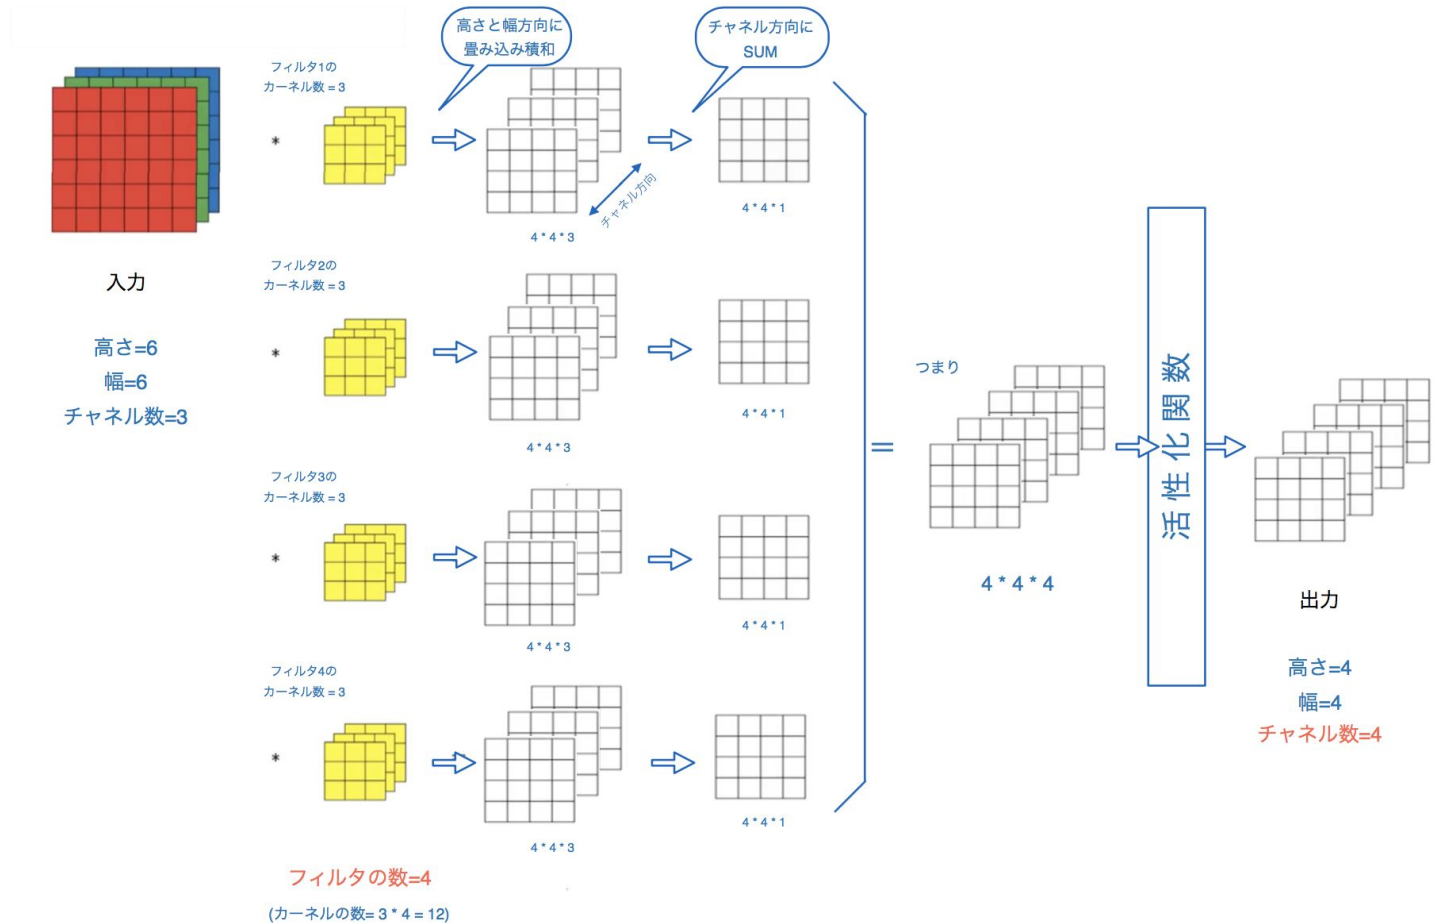 高さと幅方向に
畳み込み積和
チャネル方向に
SUM
フィルタ1の
カーネル数 = 3
*
チャネル方向
4 * 4 * 3
4 * 4 * 1
入力
高さ=6
幅=6
チャネル数=3
フィルタ2の
カーネル数 = 3
*
4 * 4 * 3
4 * 4 * 1
フィルタ3の
カーネル数 = 3
*
4 * 4 * 3
4 * 4 * 1
フィルタ4の
カーネル数 = 3
*
4 * 4 * 3
4 * 4 * 1
フィルタの数=4
(カーネルの数= 3 * 4 = 12)
=
つまり
4 * 4 * 4
活性化関数
出力
高さ=4
幅=4
チャネル数=4